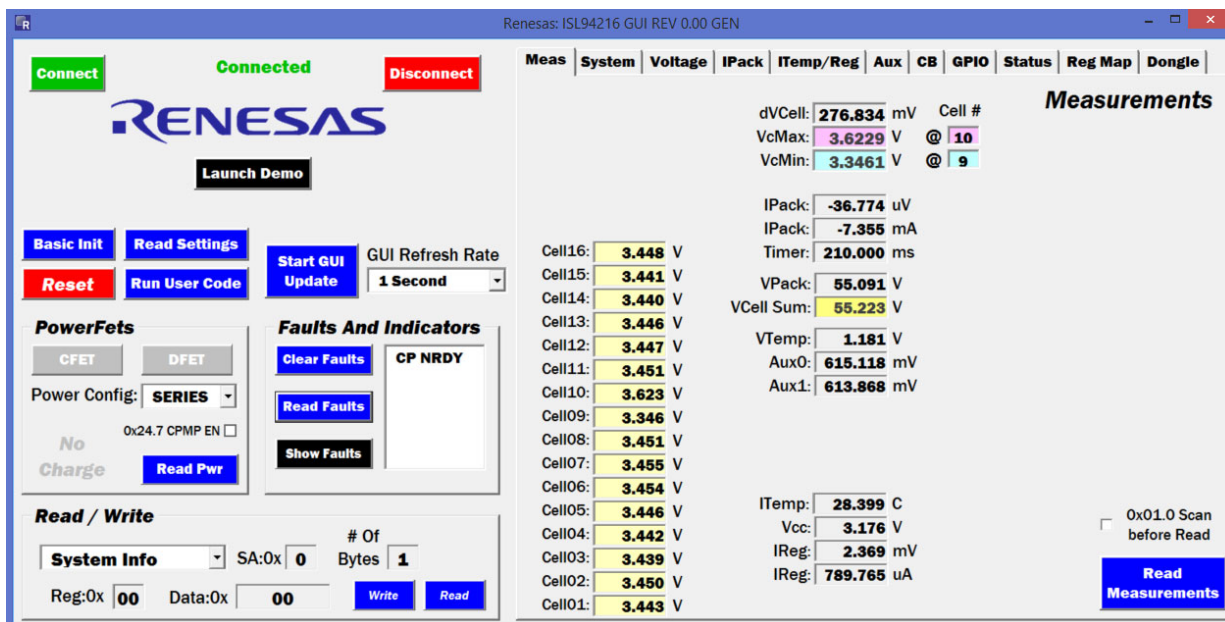 Renesas: ISL94216 GUI REV 0.00 GEN
Connect
Connected
Disconnect
RENESAS
Launch Demo
Basic Init
Read Settings
Reset
Run User Code
Start GUI
Update
GUI Refresh Rate
1 Second
PowerFets
CFET
DFET
Power Config: SERIES
0x24.7 CPMP EN
No
Charge
Read Pwr
Faults And Indicators
Clear Faults
Read Faults
Show Faults
CP NRDY
Read / Write
System Info
SA:0x 0
# Of
Bytes 1
Reg:0x 00
Data:0x 00
Write
Read
Meas System Voltage IPack ITemp/Reg Aux CB GPIO Status Reg Map Dongle
Measurements
dVCell: 276.834 mV Cell #
VcMax: 3.6229 V @ 10
VcMin: 3.3461 V @ 9
IPack: -36.774 uV
IPack: -7.355 mA
Timer: 210.000 ms
VPack: 55.091 V
VCell Sum: 55.223 V
VTemp: 1.181 V
Aux0: 615.118 mV
Aux1: 613.868 mV
Cell16: 3.448 V
Cell15: 3.441 V
Cell14: 3.440 V
Cell13: 3.446 V
Cell12: 3.447 V
Cell11: 3.451 V
Cell10: 3.623 V
Cell09: 3.346 V
Cell08: 3.451 V
Cell07: 3.455 V
Cell06: 3.454 V
Cell05: 3.446 V
Cell04: 3.442 V
Cell03: 3.439 V
Cell02: 3.450 V
Cell01: 3.443 V
ITemp: 28.399 C
Vcc: 3.176 V
IReg: 2.369 mV
IReg: 789.765 uA
0x01.0 Scan
before Read
Read
Measurements